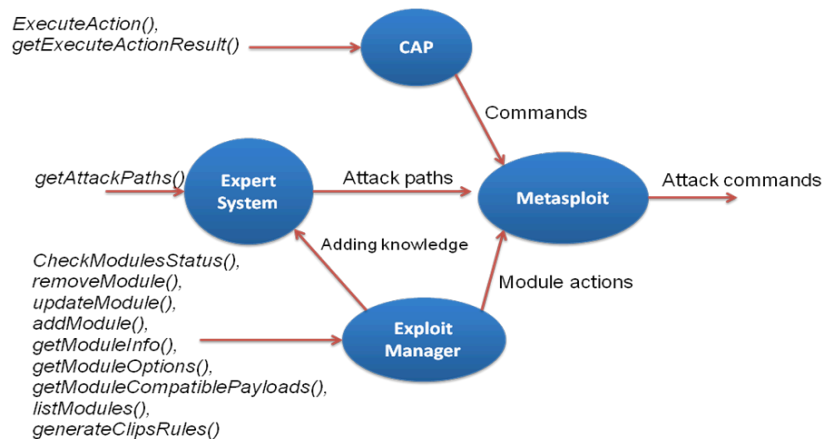 ExecuteAction(),
getExecuteActionResult()
CAP
Commands
getAttackPaths()
Expert
System
Attack paths
Metasploit
Attack commands
Adding knowledge
Module actions
CheckModulesStatus(),
removeModule(),
updateModule(),
addModule(),
getModuleInfo(),
getModuleOptions(),
getModuleCompatiblePayloads(),
listModules(),
generateClipsRules()
Exploit
Manager